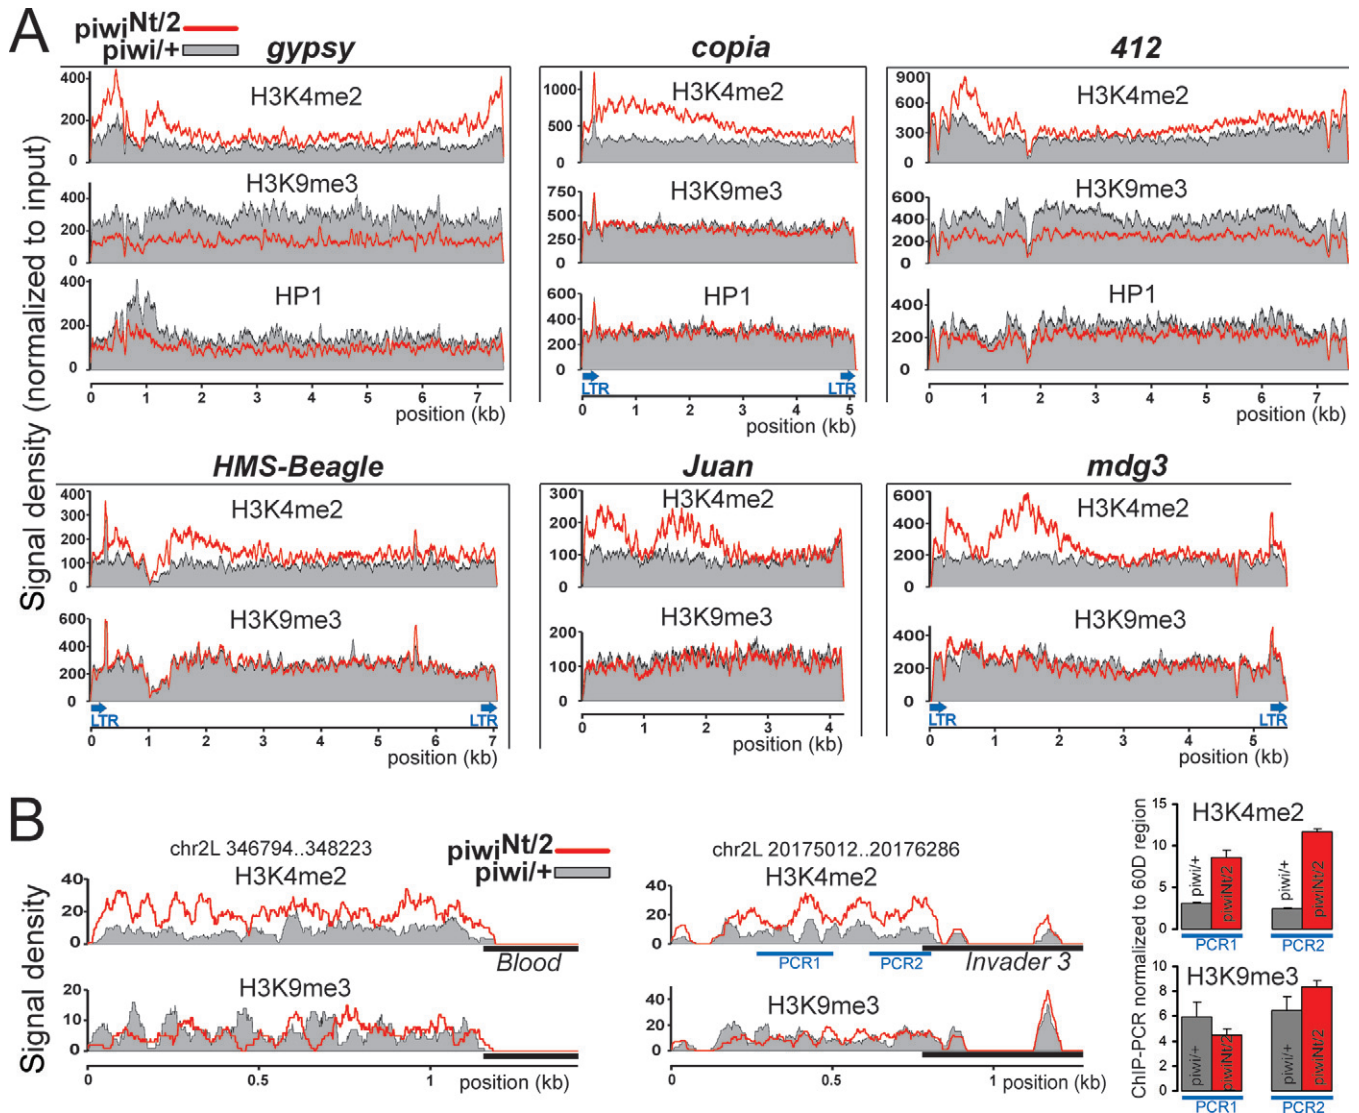 A
piwiNt/2
piwi/+
gypsy
copia
412
Signal density (normalized to input)
H3K4me2
400
200
0
H3K9me3
400
200
0
HP1
400
200
0
0 1 2 3 4 5 6 7
position (kb)
H3K4me2
1000
500
0
H3K9me3
750
500
250
0
HP1
600
400
200
0
LTR LTR
0 1 2 3 4 5
position (kb)
H3K4me2
900
600
300
0
H3K9me3
600
400
200
0
HP1
400
200
0
0 1 2 3 4 5 6 7
position (kb)
HMS-Beagle
Juan
mdg3
H3K4me2
400
300
200
100
0
H3K9me3
600
400
200
0
LTR LTR
0 1 2 3 4 5 6 7
position (kb)
H3K4me2
300
200
100
0
H3K9me3
200
100
0
0 1 2 3 4
position (kb)
H3K4me2
600
400
200
0
H3K9me3
400
200
0
LTR LTR
0 1 2 3 4 5
position (kb)
B
Signal density
chr2L 346794..348223
piwiNt/2
piwi/+
chr2L 20175012..20176286
H3K4me2
40
20
0
Blood
H3K9me3
20
10
0
0 0.5 1 position (kb)
H3K4me2
40
20
0
PCR1 PCR2 Invader 3
H3K9me3
40
20
0
0 0.5 1 position (kb)
ChIP-PCR normalized to 60D region
H3K4me2
15
10
5
0
piwi/+
piwiNt/2
piwi/+
piwiNt/2
PCR1 PCR2
H3K9me3
8
6
4
2
0
piwi/+
piwiNt/2
piwi/+
piwiNt/2
PCR1 PCR2